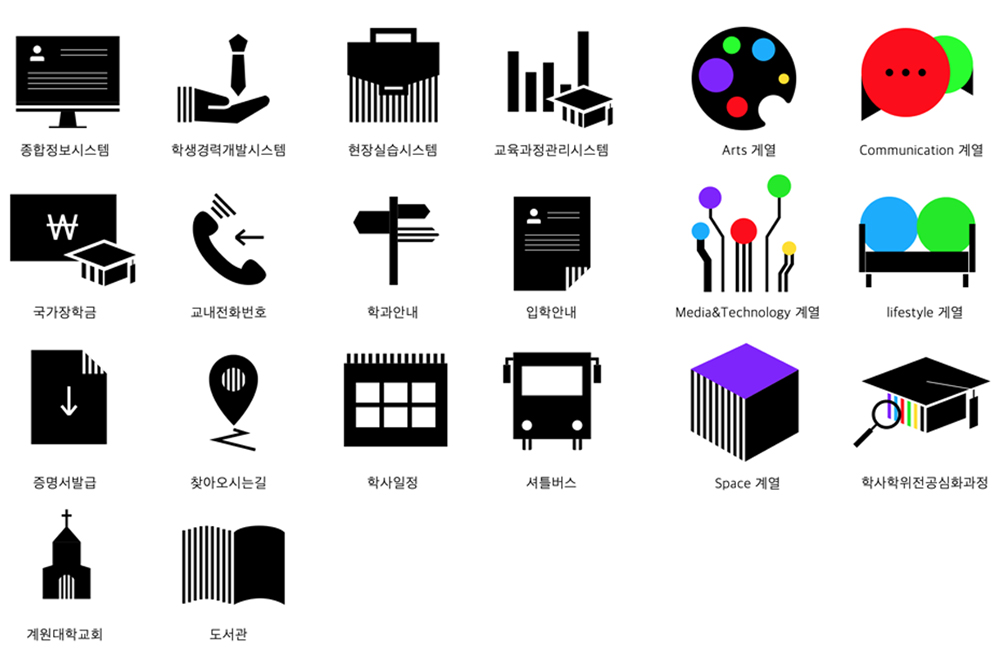 종합정보시스템
학생경력개발시스템
현장실습시스템
교육과정관리시스템
Arts 게열
Communication 계열
₩
국가장학금
교내전화번호
학과안내
입학안내
Media&Technology 계열
lifestyle 게열
증명서발급
찾아오시는길
학사일정
셔틀버스
Space 계열
학사학위전공심화과정
계원대학교회
도서관